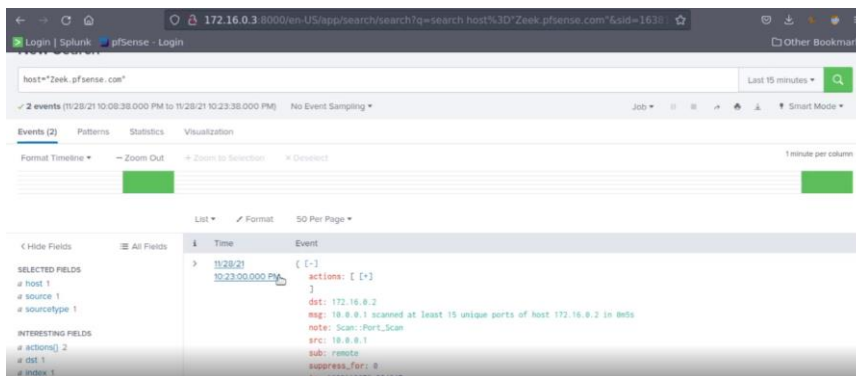 172.16.0.3:8000/en-US/app/search/search?q=search host%3D"Zeek.pfsense.com"&sid=1638
Login | Splunk pfSense - Login Other Bookmar
New Search
host="Zeek.pfsense.com" Last 15 minutes
2 events (11/28/21 10:08:38.000 PM to 11/28/21 10:23:38.000 PM) No Event Sampling Job Smart Mode
Events (2) Patterns Statistics Visualization
Format Timeline — Zoom Out + Zoom to Selection × Deselect 1 minute per column
List Format 50 Per Page
< Hide Fields All Fields i Time Event
SELECTED FIELDS
a host 1
a source 1
a sourcetype 1
INTERESTING FIELDS
a actions{} 2
a dst 1
a index 1
> 11/28/21
10:23:00.000 PM
{ [-]
actions: [ [+]
]
dst: 172.16.0.2
msg: 10.0.0.1 scanned at least 15 unique ports of host 172.16.0.2 in 0m5s
note: Scan::Port_Scan
src: 10.0.0.1
sub: remote
suppress_for: 0